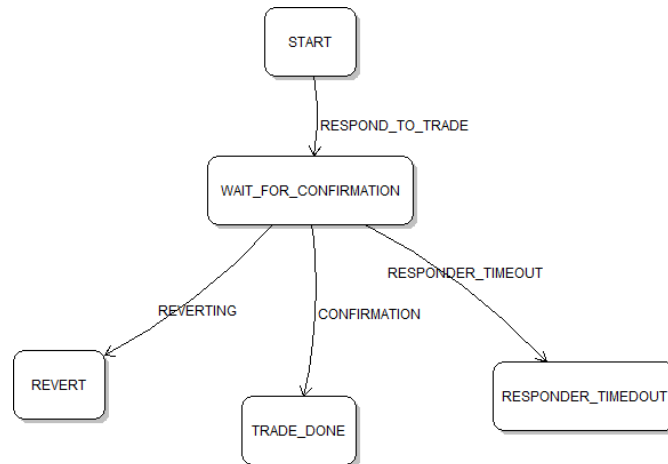 START
RESPOND_TO_TRADE
WAIT_FOR_CONFIRMATION
RESPONDER_TIMEOUT
REVERTING
CONFIRMATION
REVERT
RESPONDER_TIMEDOUT
TRADE_DONE